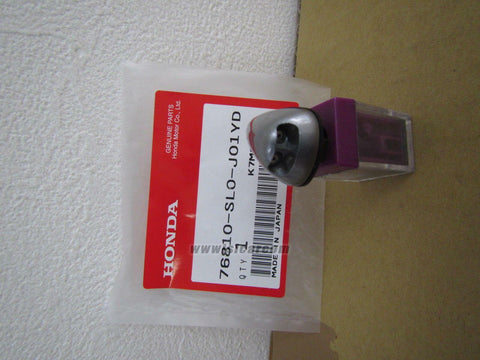 GENUINE PARTS
Honda Motor Co., Ltd.
HONDA
76810-SL0-J01YD
K7M
QTY 1
MADE IN JAPAN